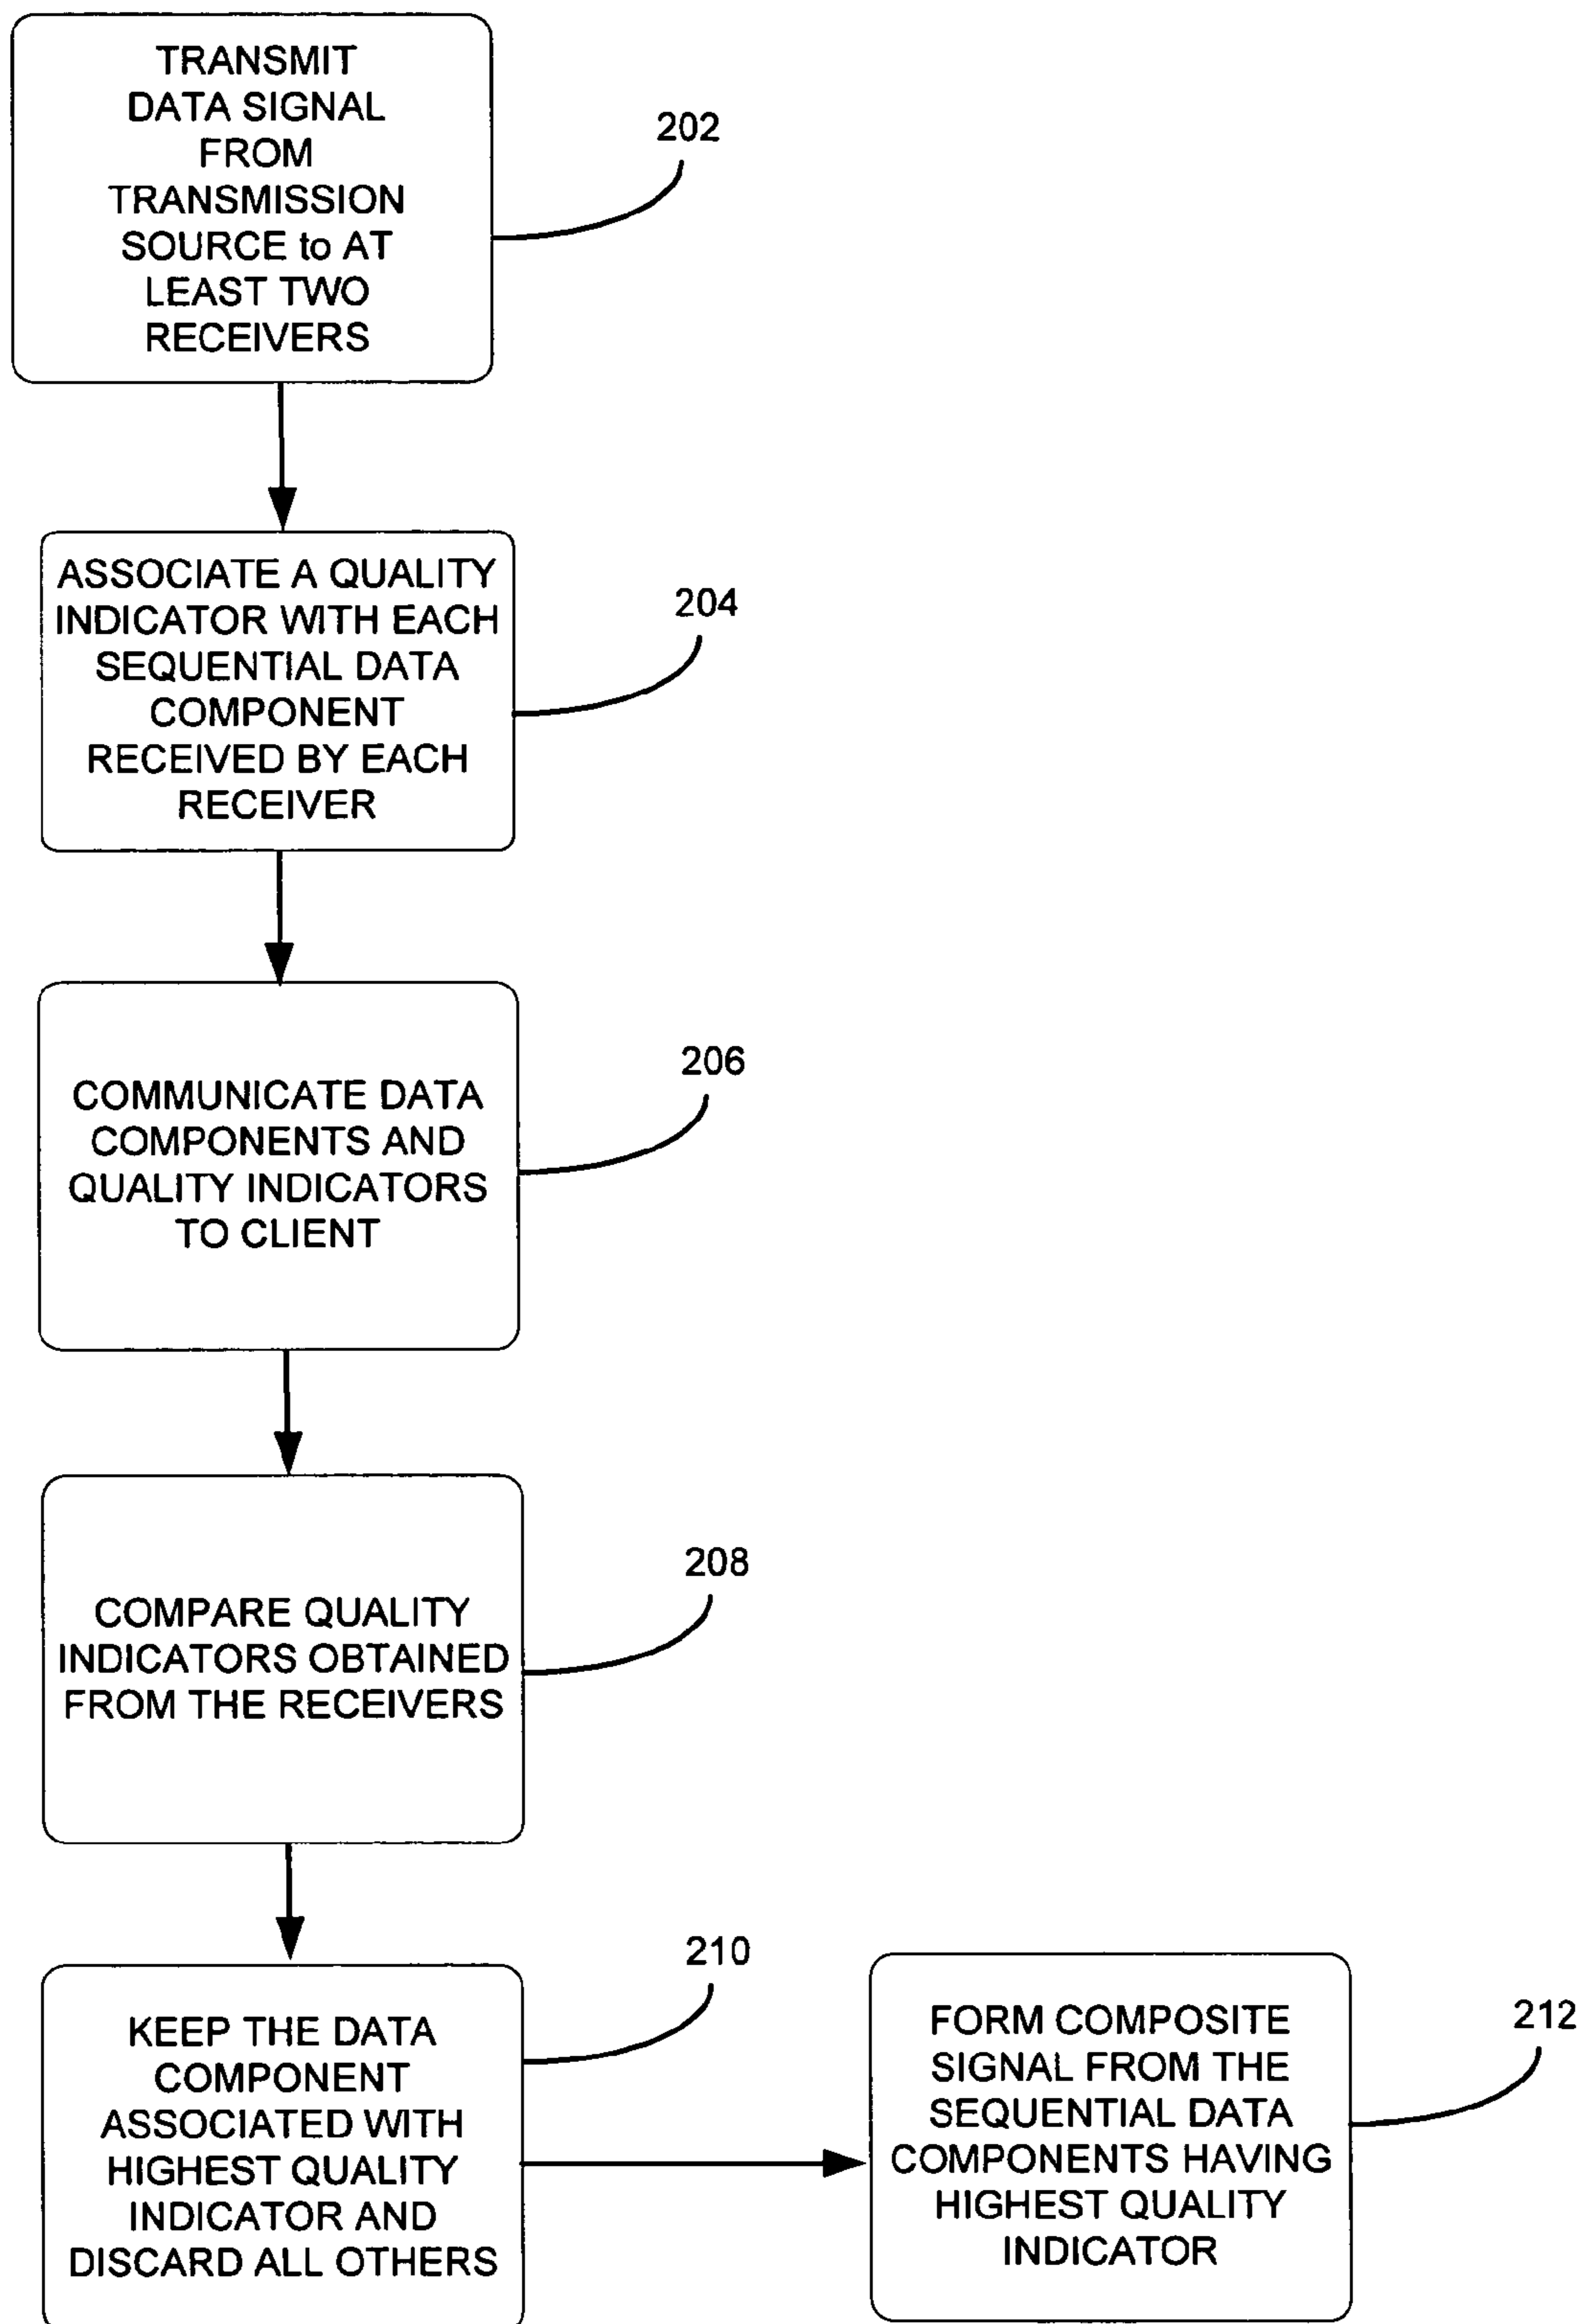 TRANSMIT
DATA SIGNAL
FROM
TRANSMISSION
SOURCE to AT
LEAST TWO
RECEIVERS
202
ASSOCIATE A QUALITY
INDICATOR WITH EACH
SEQUENTIAL DATA
COMPONENT
RECEIVED BY EACH
RECEIVER
204
COMMUNICATE DATA
COMPONENTS AND
QUALITY INDICATORS
TO CLIENT
206
COMPARE QUALITY
INDICATORS OBTAINED
FROM THE RECEIVERS
208
KEEP THE DATA
COMPONENT
ASSOCIATED WITH
HIGHEST QUALITY
INDICATOR AND
DISCARD ALL OTHERS
210
FORM COMPOSITE
SIGNAL FROM THE
SEQUENTIAL DATA
COMPONENTS HAVING
HIGHEST QUALITY
INDICATOR
212